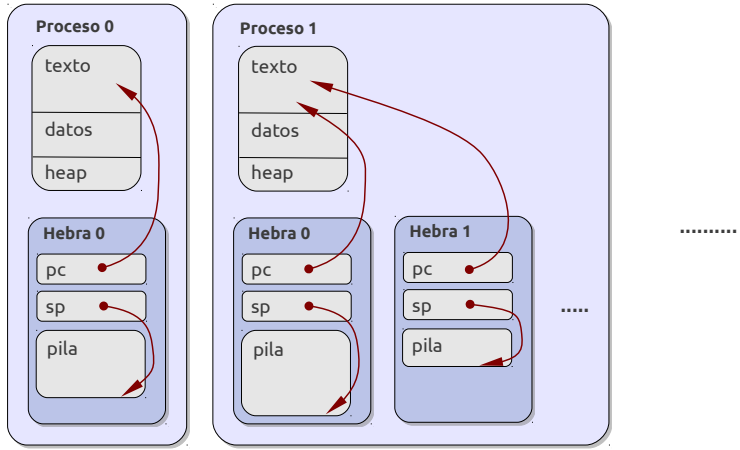 Proceso 0
texto
datos
heap
Hebra 0
pc
sp
pila
Proceso 1
texto
datos
heap
Hebra 0
pc
sp
pila
Hebra 1
pc
sp
pila
.....
..........